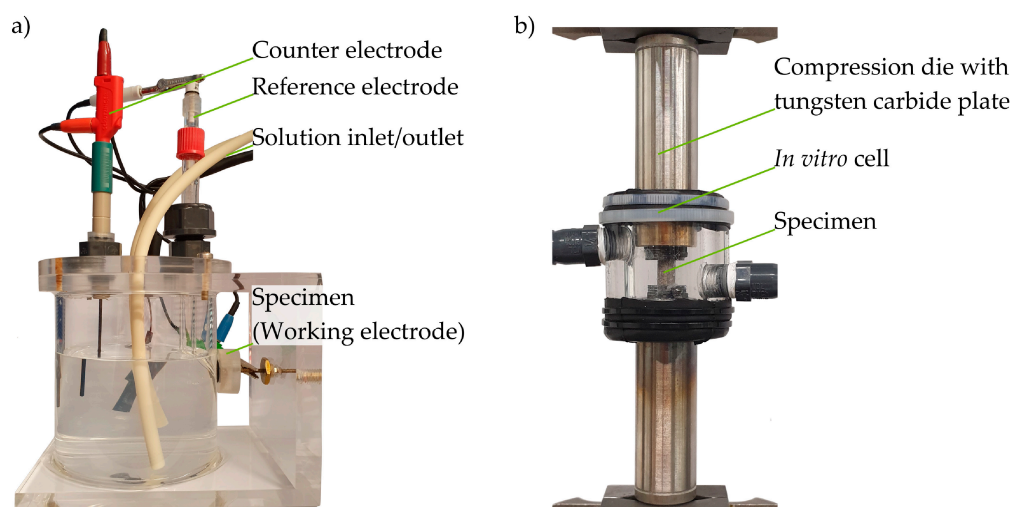 a)
Counter electrode
Reference electrode
Solution inlet/outlet
Specimen
(Working electrode)
b)
Compression die with
tungsten carbide plate
In vitro cell
Specimen